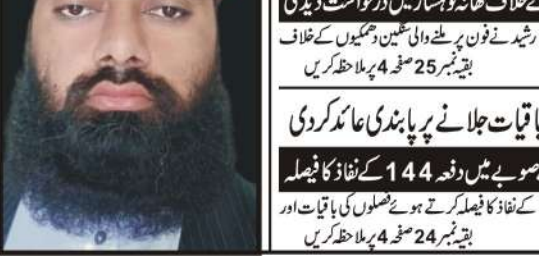 کے خلاف تھانہ نوہسار میں درخواست دیدی
رشید نے فون پر ملنے والی سنگین دھمکیوں کے خلاف
بقیہ نمبر 25 صفحہ 4 پر ملاحظہ کریں
باقیات جلانے پر پابندی عائد کردی
صوبے میں دفعہ 144 کے نفاذ کا فیصلہ
کے نفاذ کا فیصلہ کرتے ہوئے فصلوں کی باقیات اور
بقیہ نمبر 24 صفحہ 4 پر ملاحظہ کریں